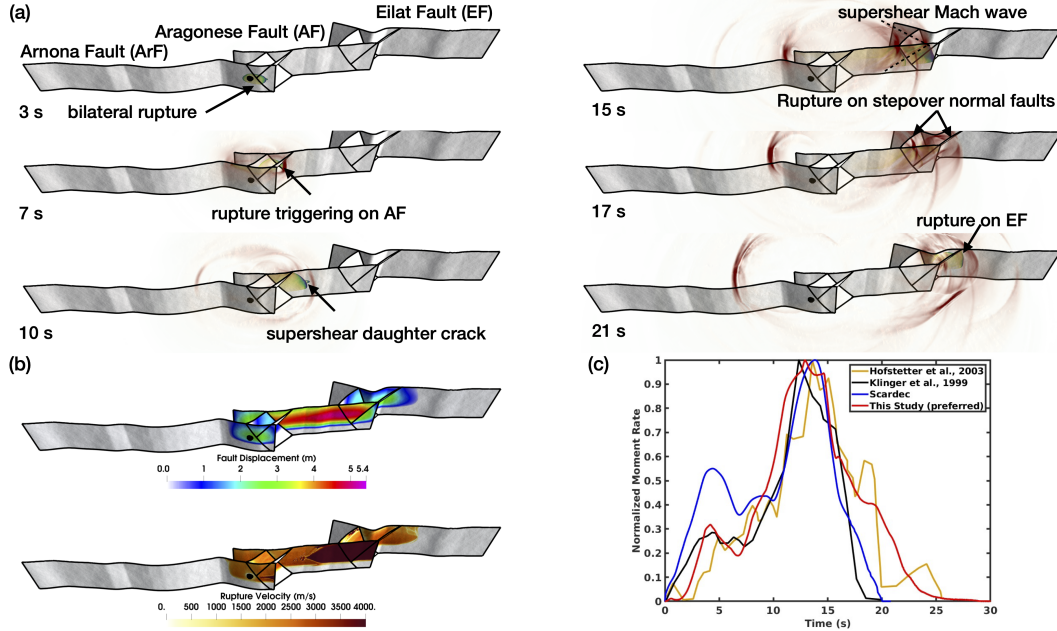 (a)
Eilat Fault (EF)
Aragonese Fault (AF)
Arnona Fault (ArF)
3 s
bilateral rupture
7 s
rupture triggering on AF
10 s
supershear daughter crack
supershear Mach wave
15 s
Rupture on stepover normal faults
17 s
rupture on EF
21 s
(b)
Fault Displacement (m)
0.0 1 2 3 4 5 5.4
Rupture Velocity (m/s)
0. 500 1000 1500 2000 2500 3000 3500 4000.
(c)
Hofstetter et al., 2003
Klinger et al., 1999
Scardec
This Study (preferred)
Normalized Moment Rate
1
0.9
0.8
0.7
0.6
0.5
0.4
0.3
0.2
0.1
0
0 5 10 15 20 25 30
Time (s)